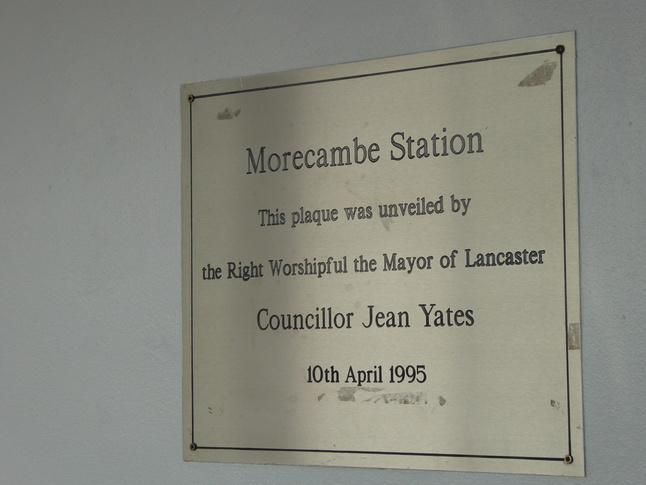 Morecambe Station
This plaque was unveiled by
the Right Worshipful the Mayor of Lancaster
Councillor Jean Yates
10th April 1995